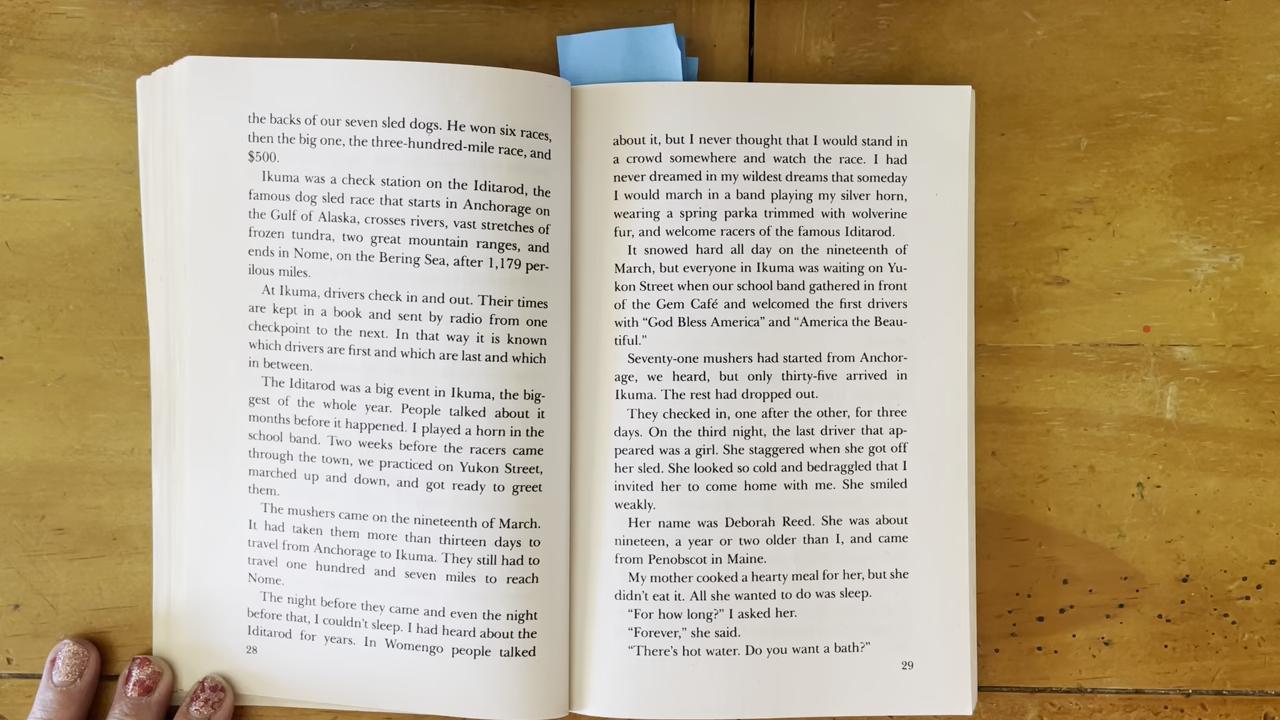 the backs of our seven sled dogs. He won six races,
then the big one, the three-hundred-mile race, and
$500.
Ikuma was a check station on the Iditarod, the
famous dog sled race that starts in Anchorage on
the Gulf of Alaska, crosses rivers, vast stretches of
frozen tundra, two great mountain ranges, and
ends in Nome, on the Bering Sea, after 1,179 per-
ilous miles.
At Ikuma, drivers check in and out. Their times
are kept in a book and sent by radio from one
checkpoint to the next. In that way it is known
which drivers are first and which are last and which
in between.
The Iditarod was a big event in Ikuma, the big-
gest of the whole year. People talked about it
months before it happened. I played a horn in the
school band. Two weeks before the racers came
through the town, we practiced on Yukon Street,
marched up and down, and got ready to greet
them.
The mushers came on the nineteenth of March.
It had taken them more than thirteen days to
travel from Anchorage to Ikuma. They still had to
travel one hundred and seven miles to reach
Nome.
The night before they came and even the night
before that, I couldn't sleep. I had heard about the
Iditarod for years. In Womengo people talked
28
about it, but I never thought that I would stand in
a crowd somewhere and watch the race. I had
never dreamed in my wildest dreams that someday
I would march in a band playing my silver horn,
wearing a spring parka trimmed with wolverine
fur, and welcome racers of the famous Iditarod.
It snowed hard all day on the nineteenth of
March, but everyone in Ikuma was waiting on Yu-
kon Street when our school band gathered in front
of the Gem Café and welcomed the first drivers
with “God Bless America” and “America the Beau-
tiful.”
Seventy-one mushers had started from Anchor-
age, we heard, but only thirty-five arrived in
Ikuma. The rest had dropped out.
They checked in, one after the other, for three
days. On the third night, the last driver that ap-
peared was a girl. She staggered when she got off
her sled. She looked so cold and bedraggled that I
invited her to come home with me. She smiled
weakly.
Her name was Deborah Reed. She was about
nineteen, a year or two older than I, and came
from Penobscot in Maine.
My mother cooked a hearty meal for her, but she
didn't eat it. All she wanted to do was sleep.
“For how long?” I asked her.
“Forever,” she said.
“There's hot water. Do you want a bath?”
29